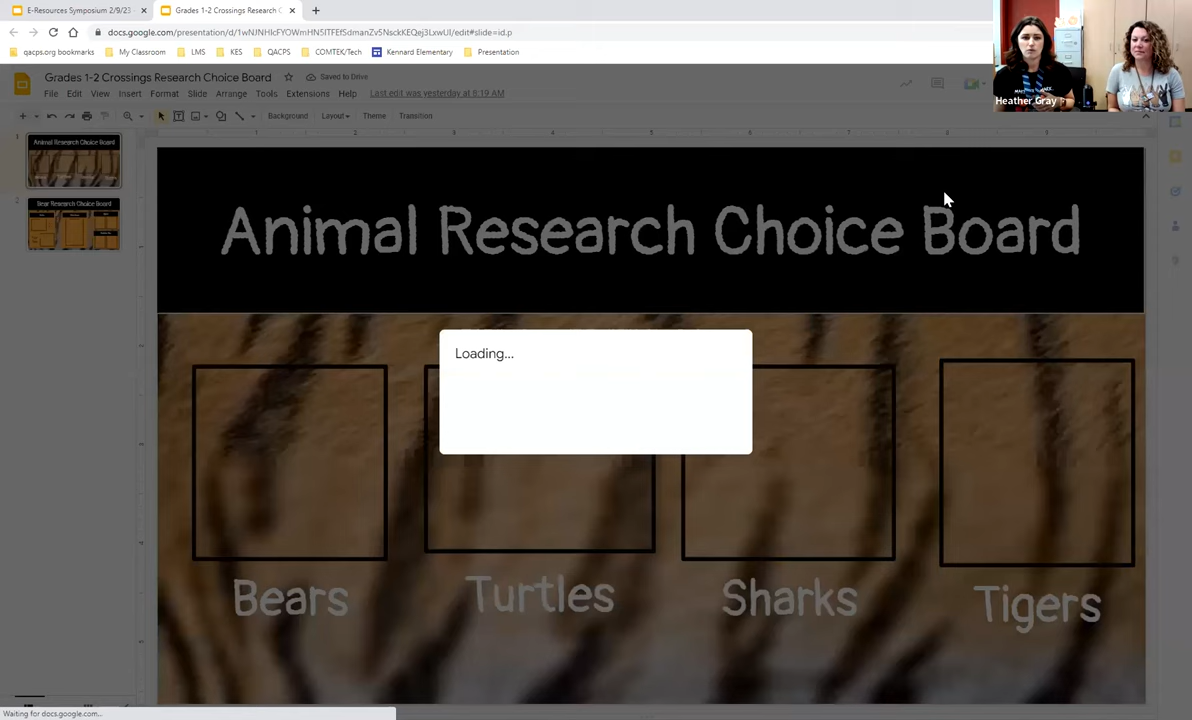 E-Resources Symposium 2/9/23
Grades 1-2 Crossings Research C
docs.google.com/presentation/d/1wNJNHIcFYOWmHN5ITFEfSdmanZv5NsckKEQej3LxwUI/edit#slide=id.p
qacps.org bookmarks
My Classroom
LMS
KES
QACPS
COMTEK/Tech
Kennard Elementary
Presentation
Heather Gray
Grades 1-2 Crossings Research Choice Board
Saved to Drive
File Edit View Insert Format Slide Arrange Tools Extensions Help
Last edit was yesterday at 8:19 AM
Background Layout Theme Transition
1
Animal Research Choice Board
2
Bear Research Choice Board
Animal Research Choice Board
Loading...
Bears
Turtles
Sharks
Tigers
Waiting for docs.google.com...